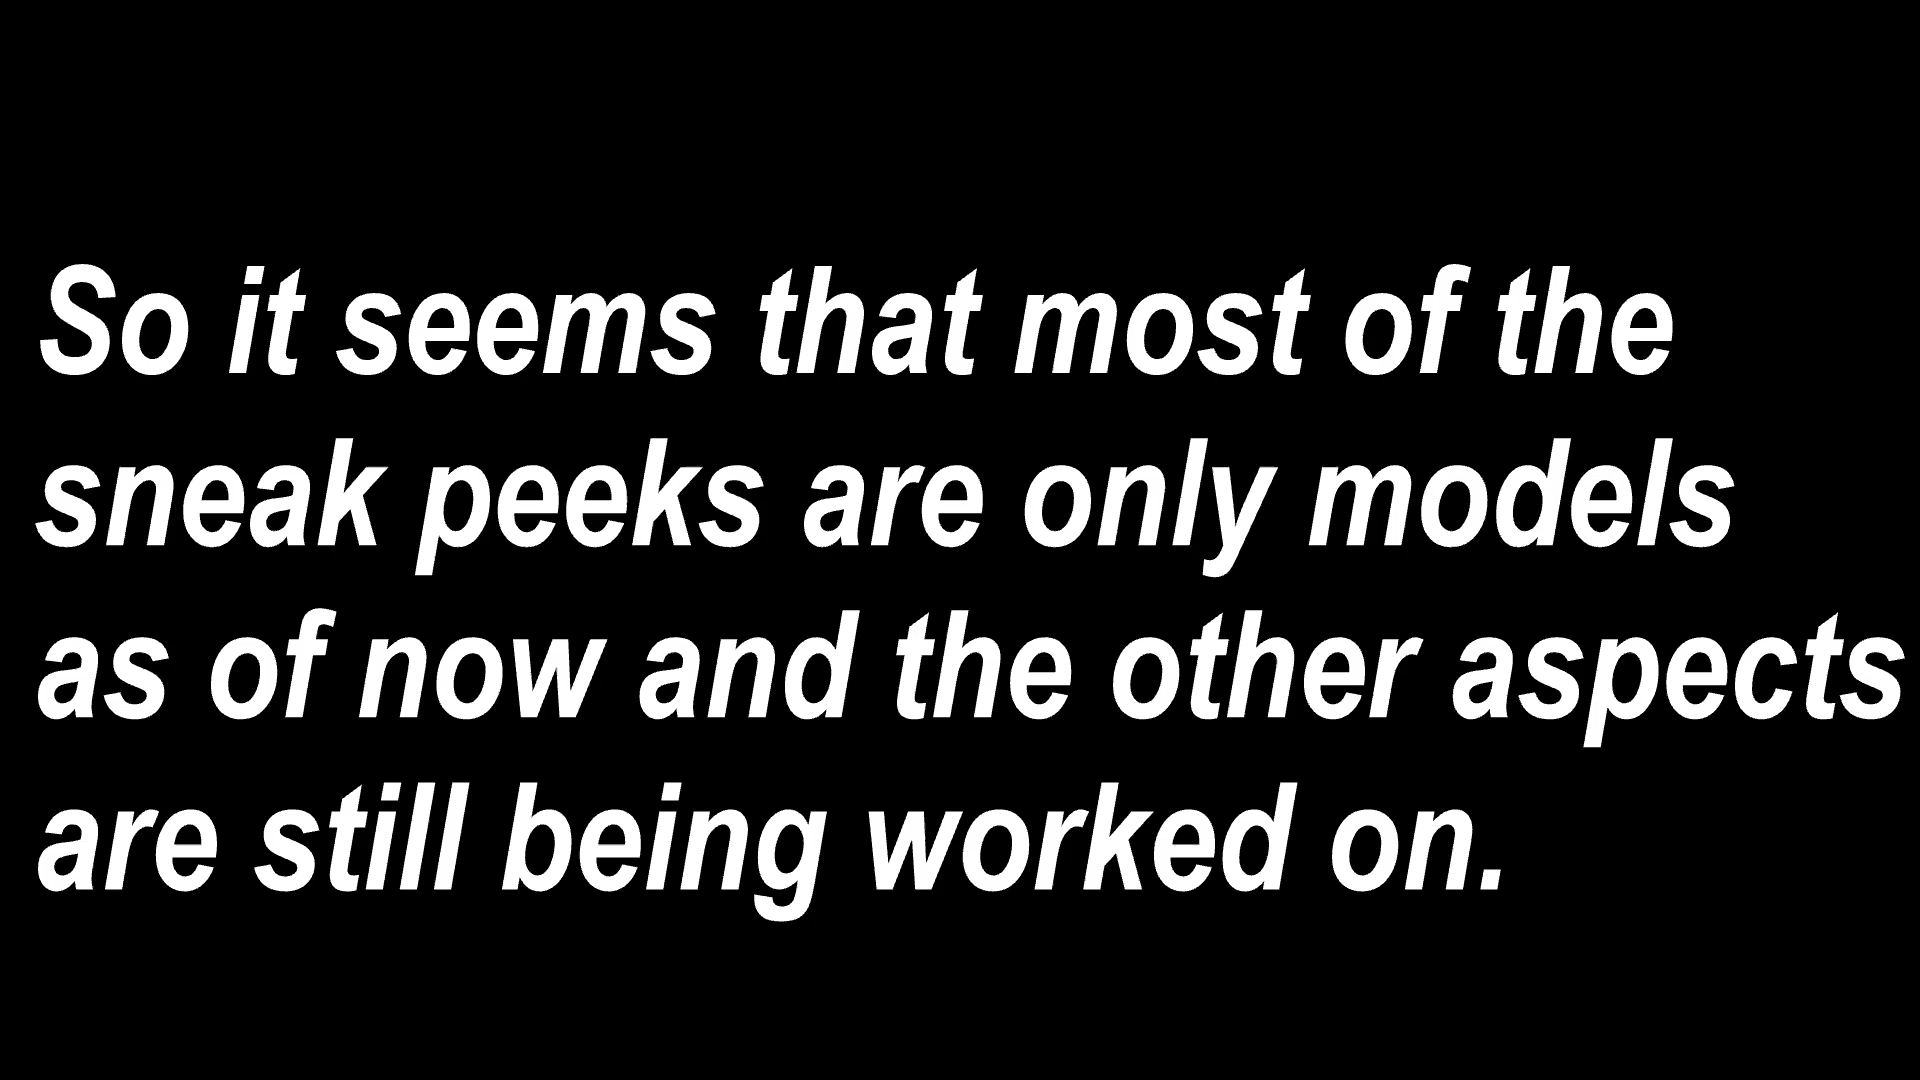 So it seems that most of the
sneak peeks are only models
as of now and the other aspects
are still being worked on.